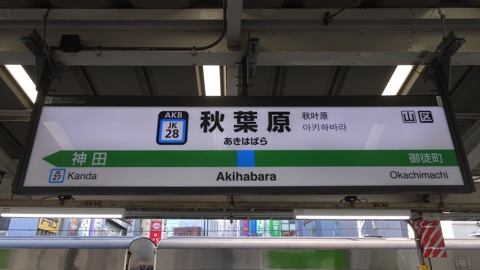 AKB
JK
28
秋葉原
あきはばら
秋叶原
아키하바라
山区
神田
御徒町
JK
27
Kanda
Akihabara
Okachimachi